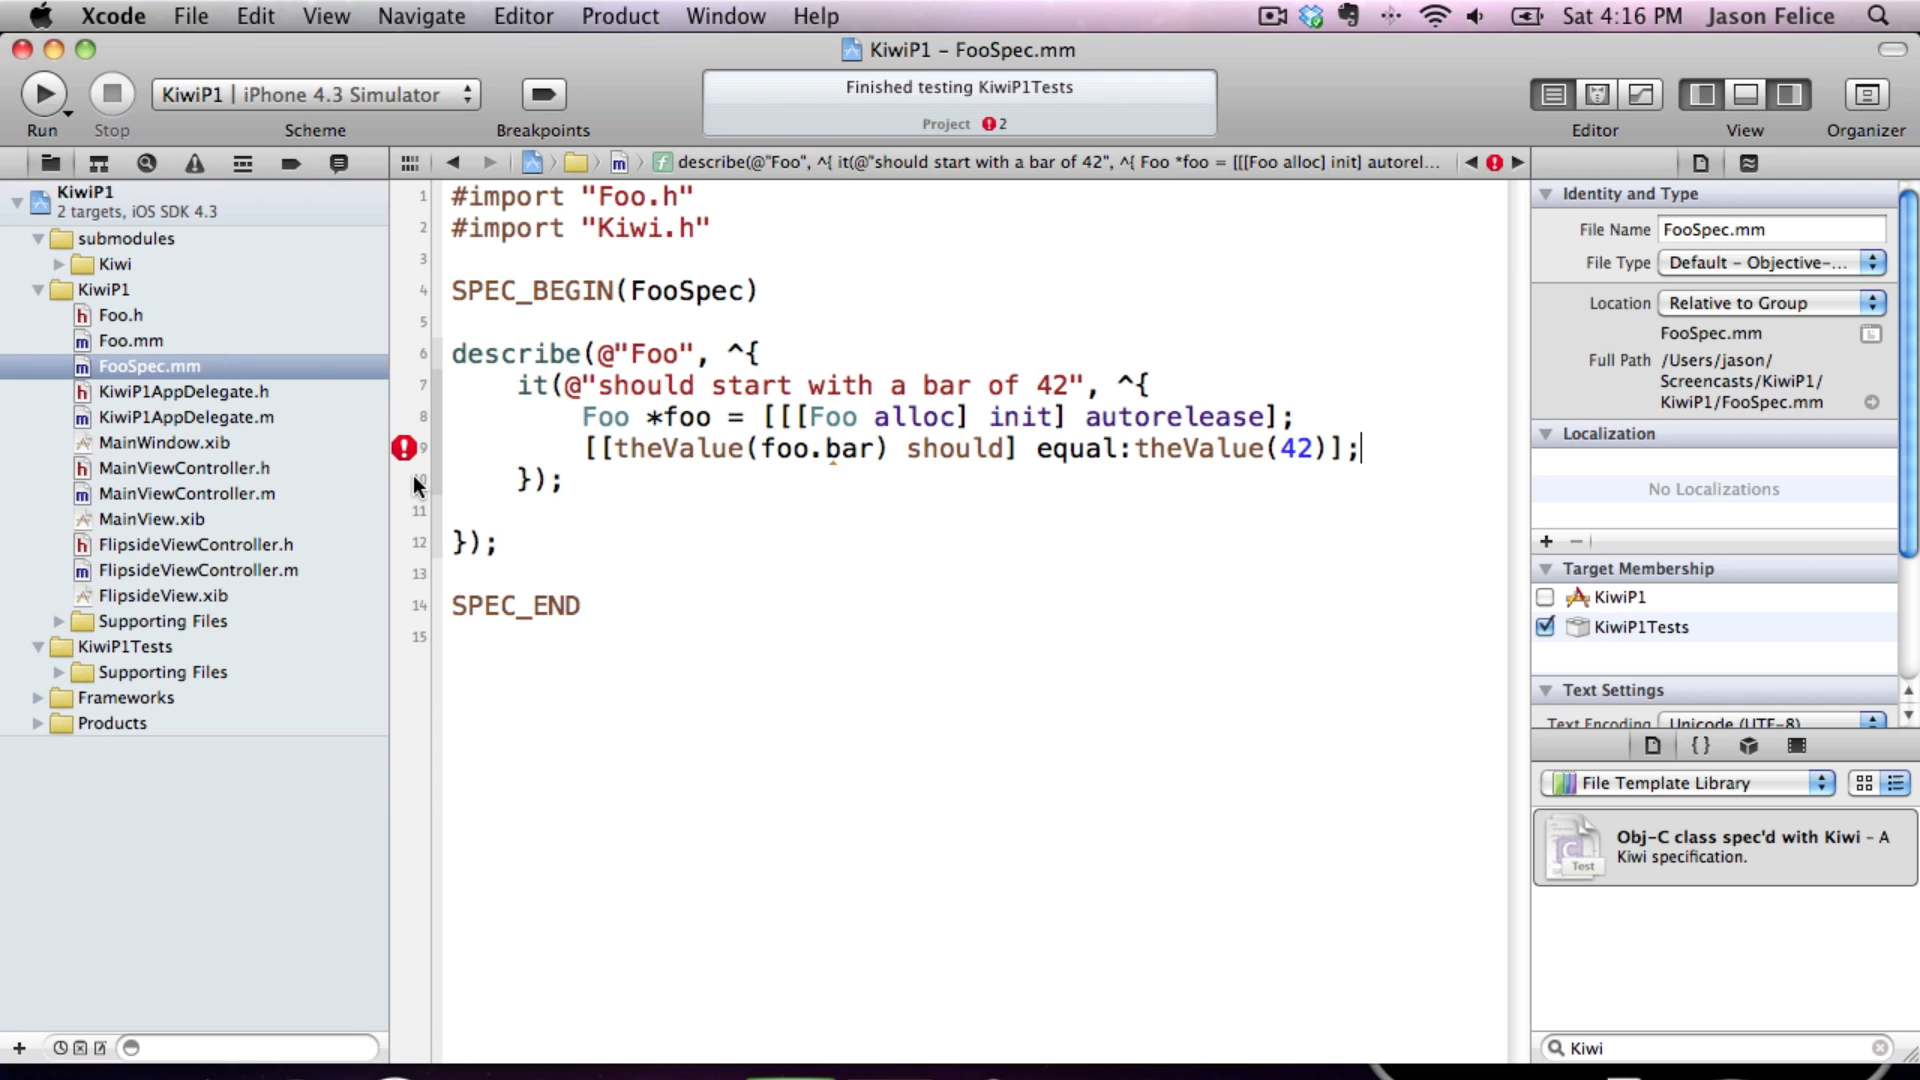 Xcode File Edit View Navigate Editor Product Window Help Sat 4:16 PM Jason Felice
KiwiP1 – FooSpec.mm
KiwiP1 | iPhone 4.3 Simulator
Finished testing KiwiP1Tests
Project 2
Run Stop Scheme Breakpoints Editor View Organizer
describe(@"Foo", ^{ it(@"should start with a bar of 42", ^{ Foo *foo = [[[Foo alloc] init] autorel...
KiwiP1
2 targets, iOS SDK 4.3
submodules
Kiwi
KiwiP1
Foo.h
Foo.mm
FooSpec.mm
KiwiP1AppDelegate.h
KiwiP1AppDelegate.m
MainWindow.xib
MainViewController.h
MainViewController.m
MainView.xib
FlipsideViewController.h
FlipsideViewController.m
FlipsideView.xib
Supporting Files
KiwiP1Tests
Supporting Files
Frameworks
Products
1 #import "Foo.h"
2 #import "Kiwi.h"
3
4 SPEC_BEGIN(FooSpec)
5
6 describe(@"Foo", ^{
7 it(@"should start with a bar of 42", ^{
8 Foo *foo = [[[Foo alloc] init] autorelease];
9 [[theValue(foo.bar) should] equal:theValue(42)];
});
11
12 });
13
14 SPEC_END
15
Identity and Type
File Name FooSpec.mm
File Type Default – Objective-...
Location Relative to Group
FooSpec.mm
Full Path /Users/jason/
Screencasts/KiwiP1/
KiwiP1/FooSpec.mm
Localization
No Localizations
Target Membership
KiwiP1
KiwiP1Tests
Text Settings
Text Encoding Unicode (UTF-8)
{ }
File Template Library
Obj-C class spec'd with Kiwi – A
Kiwi specification.
Test
Kiwi